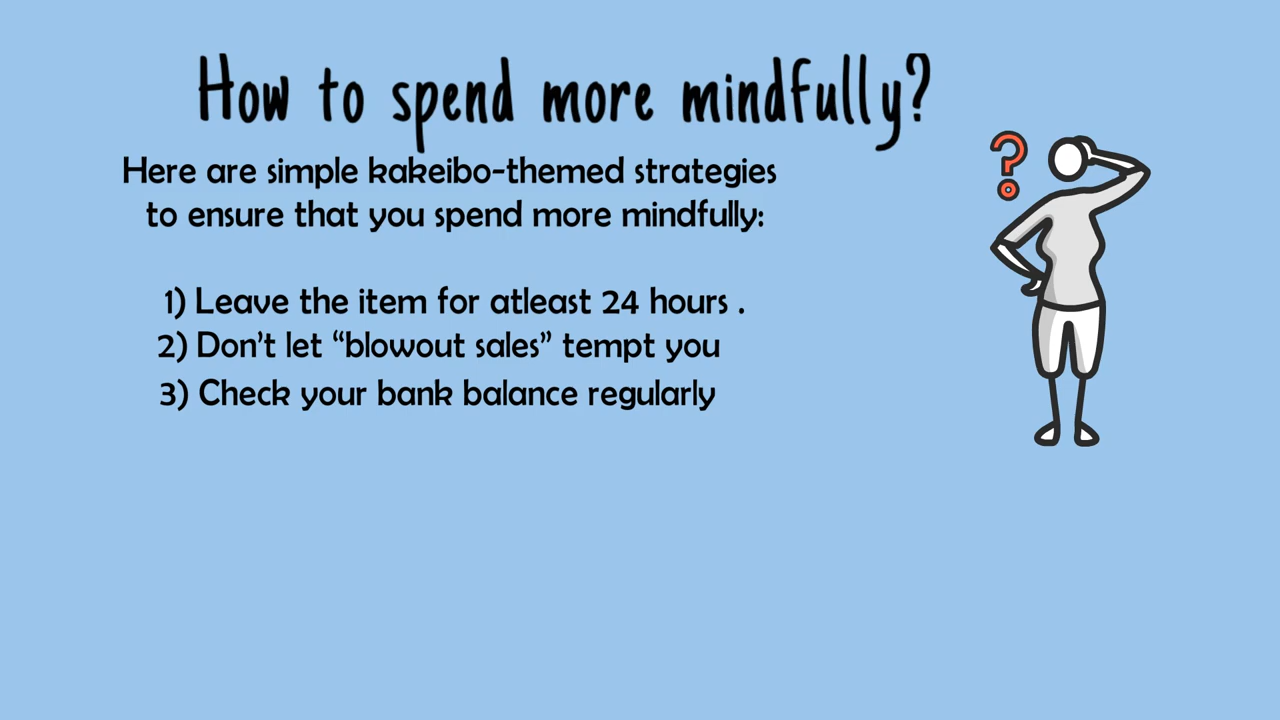 How to spend more mindfully?
Here are simple kakeibo-themed strategies
to ensure that you spend more mindfully:
1) Leave the item for atleast 24 hours .
2) Don’t let “blowout sales” tempt you
3) Check your bank balance regularly
?